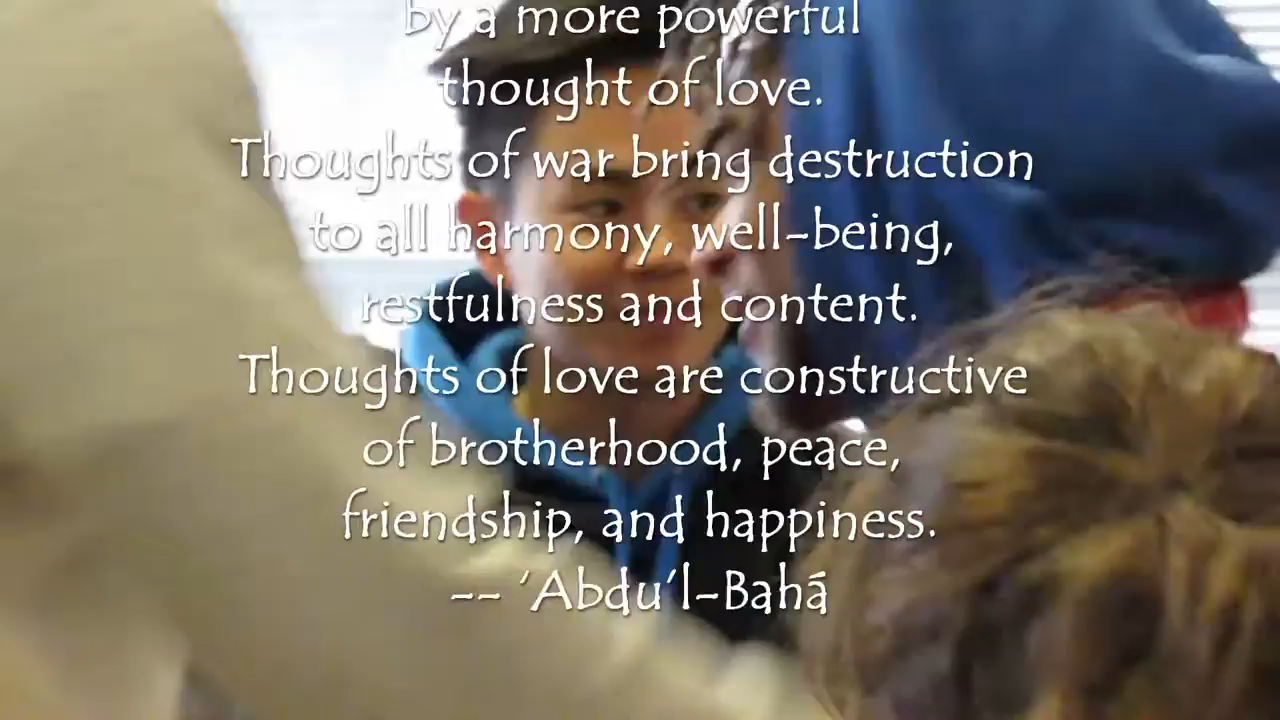 by a more powerful
thought of love.
Thoughts of war bring destruction
to all harmony, well-being,
restfulness and content.
Thoughts of love are constructive
of brotherhood, peace,
friendship, and happiness.
-- ‘Abdu’l-Bahá